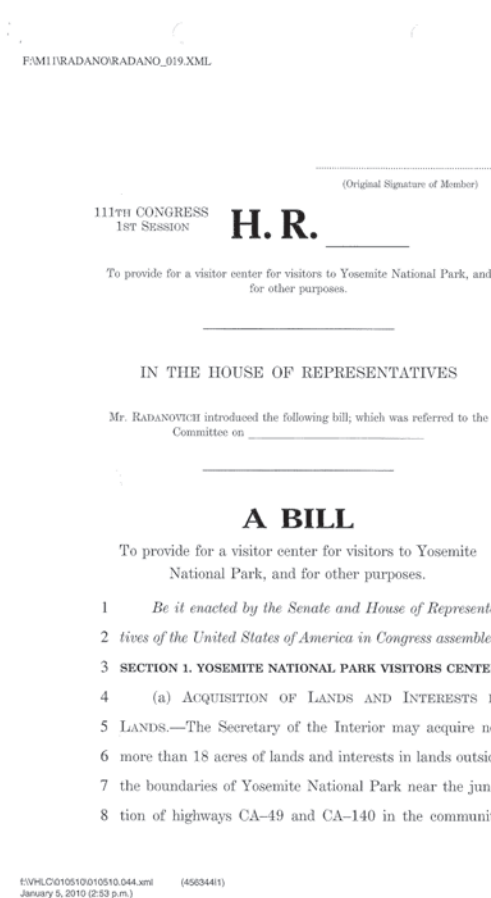 F:\M11\RADANO\RADANO_019.XML
(Original Signature of Member)
111TH CONGRESS
1ST SESSION
H. R.
To provide for a visitor center for visitors to Yosemite National Park, and
for other purposes.
IN THE HOUSE OF REPRESENTATIVES
Mr. RADANOVICH introduced the following bill; which was referred to the
Committee on
A BILL
To provide for a visitor center for visitors to Yosemite
National Park, and for other purposes.
1 Be it enacted by the Senate and House of Represent
2 tives of the United States of America in Congress assemble
3 SECTION 1. YOSEMITE NATIONAL PARK VISITORS CENTE
4 (a) ACQUISITION OF LANDS AND INTERESTS
5 LANDS.—The Secretary of the Interior may acquire
6 more than 18 acres of lands and interests in lands outsi
7 the boundaries of Yosemite National Park near the jun
8 tion of highways CA–49 and CA–140 in the communi
f:\VHLC\010510\010510.044.xml (456344|1)
January 5, 2010 (2:53 p.m.)